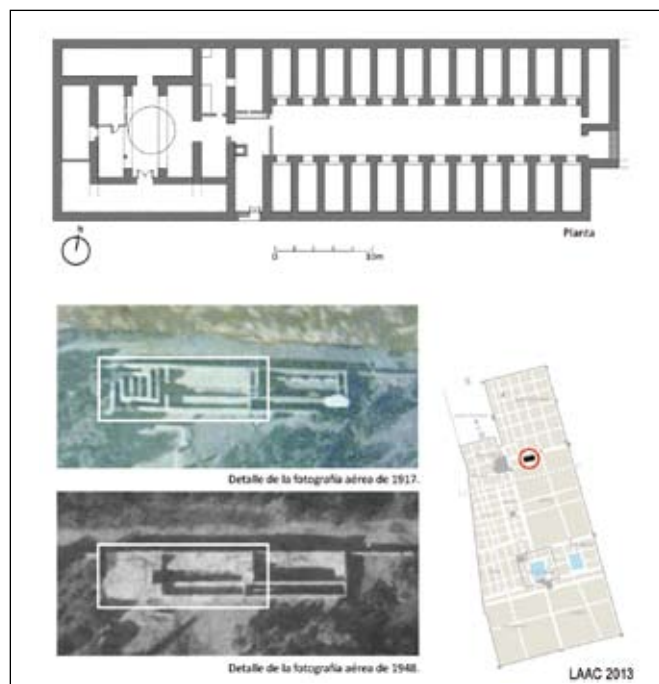 N
Planta
0 10m
Detalle de la fotografía aérea de 1917.
Detalle de la fotografía aérea de 1948.
LAAC 2013